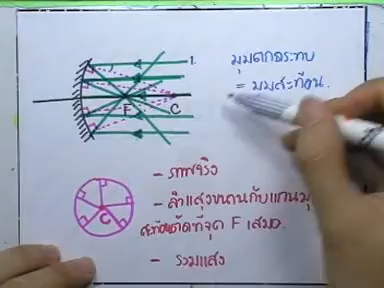 1.
มุมตกกระทบ
= มุมสะท้อน.
F
C
- ภาพจริง
C
- ลำแสงขนานกับแกนมุ
สะท้อนตัดที่จุด F เสมอ
- รวมแสง